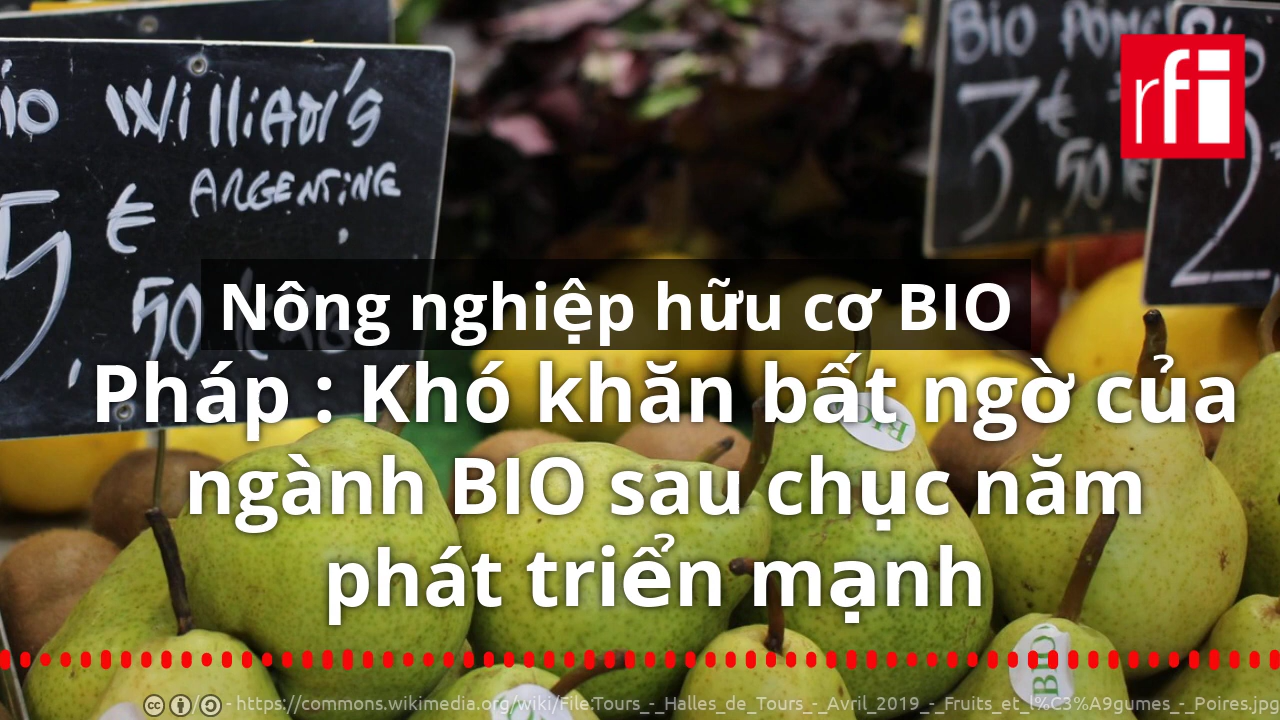 BIO WilliAm's
ARGENTiNE
5,
€
50
BIO
3,
€
50
2
rfi
Nông nghiệp hữu cơ BIO
Pháp : Khó khăn bất ngờ của
ngành BIO sau chục năm
phát triển mạnh
BIO
BIO
BIO
/ - https://commons.wikimedia.org/wiki/File:Tours_-_Halles_de_Tours_-_Avril_2019_-_Fruits_et_l%C3%A9gumes_-_Poires.jpg